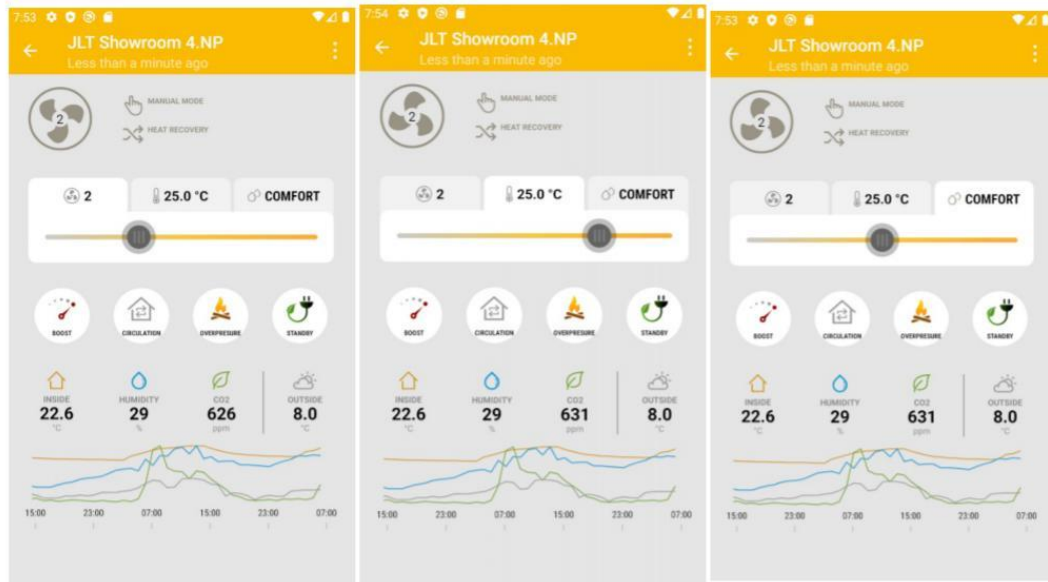 7:53
JLT Showroom 4.NP
Less than a minute ago
2
MANUAL MODE
HEAT RECOVERY
2 25.0 °C COMFORT
BOOST CIRCULATION OVERPRESURE STANDBY
INSIDE HUMIDITY CO2 OUTSIDE
22.6 29 626 8.0
°C % ppm °C
15:00 23:00 07:00 15:00 23:00 07:00
7:54
JLT Showroom 4.NP
Less than a minute ago
2
MANUAL MODE
HEAT RECOVERY
2 25.0 °C COMFORT
BOOST CIRCULATION OVERPRESURE STANDBY
INSIDE HUMIDITY CO2 OUTSIDE
22.6 29 631 8.0
°C % ppm °C
15:00 23:00 07:00 15:00 23:00 07:00
7:53
JLT Showroom 4.NP
Less than a minute ago
2
MANUAL MODE
HEAT RECOVERY
2 25.0 °C COMFORT
BOOST CIRCULATION OVERPRESURE STANDBY
INSIDE HUMIDITY CO2 OUTSIDE
22.6 29 631 8.0
°C % ppm °C
15:00 23:00 07:00 15:00 23:00 07:00